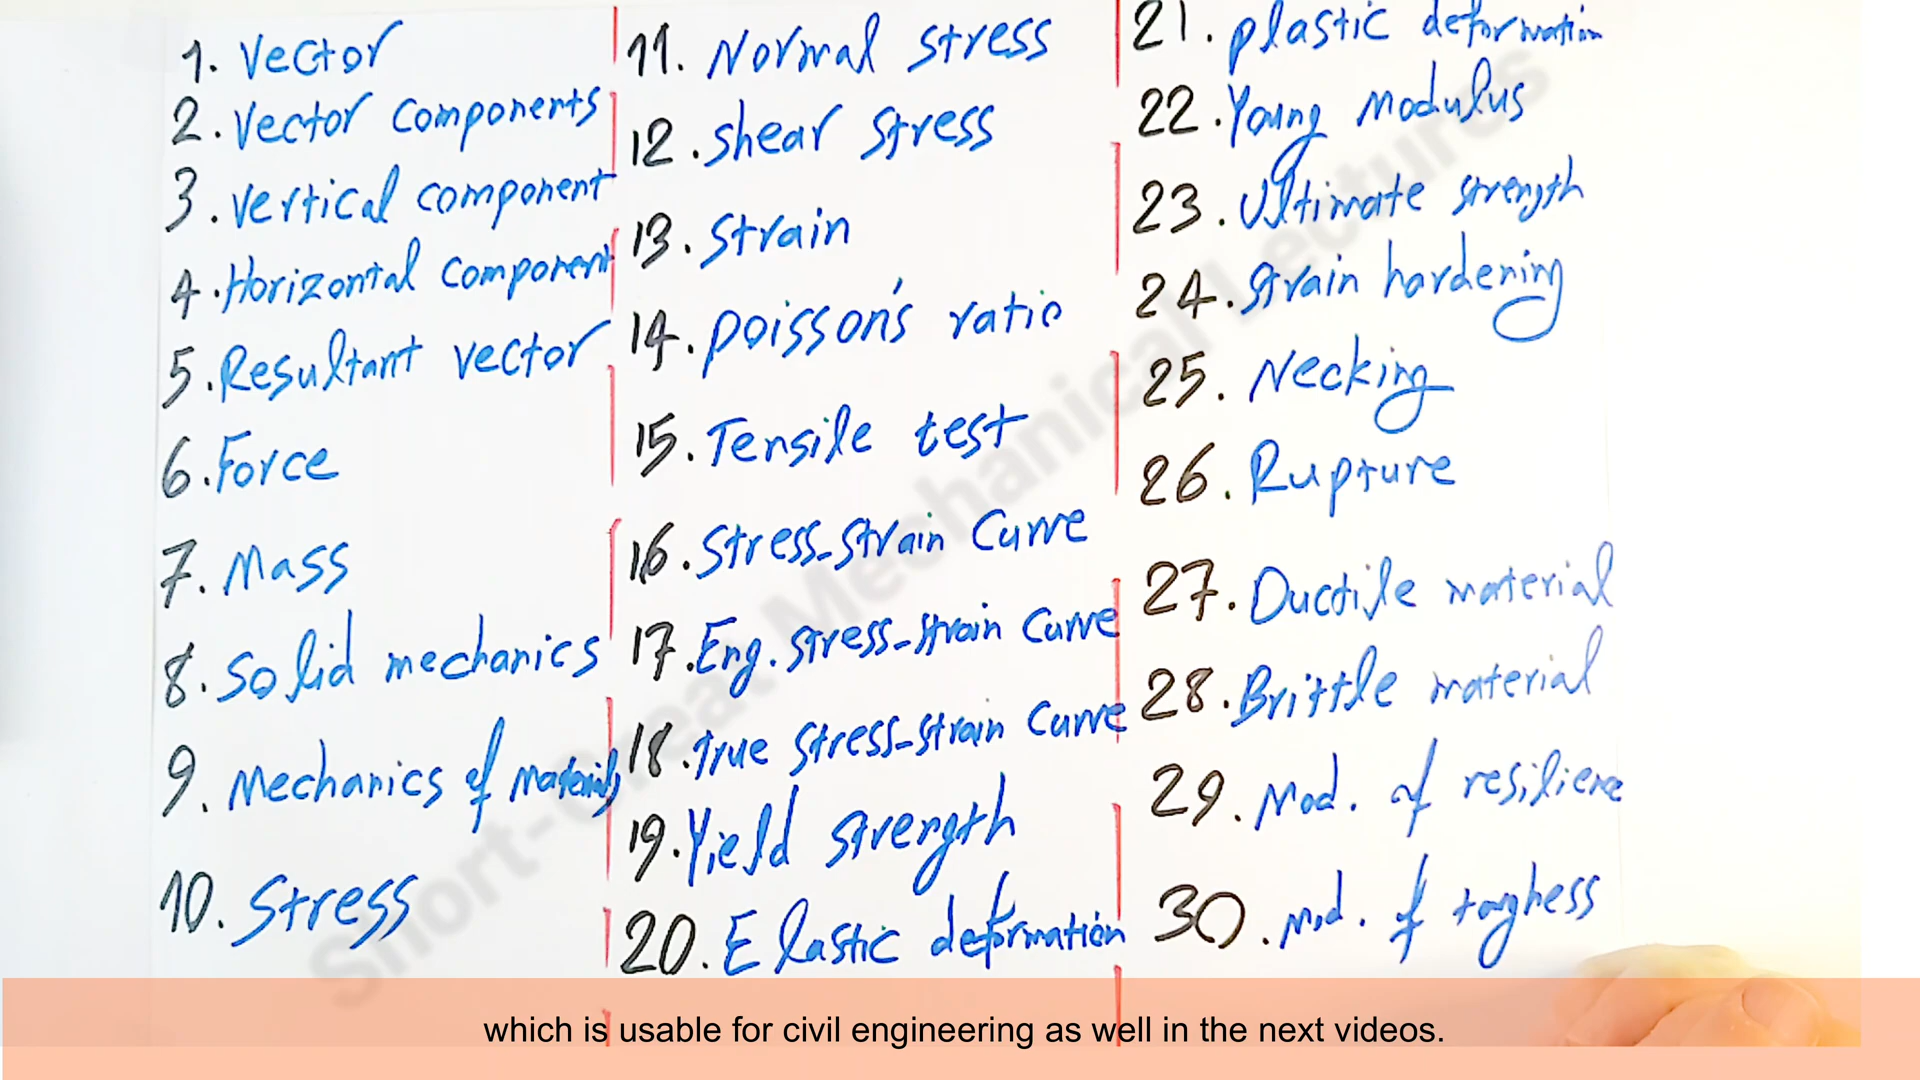 1. Vector
2. Vector components
3. Vertical component
4. Horizontal component
5. Resultant vector
6. Force
7. Mass
8. Solid mechanics
9. Mechanics of materials
10. Stress
11. Normal stress
12. shear stress
13. Strain
14. poisson's ratio
15. Tensile test
16. Stress-strain Curve
17. Eng. stress-strain Curve
18. True stress-strain Curve
19. Yield strength
20. Elastic deformation
21. plastic deformation
22. Young Modulus
23. Ultimate strength
24. Strain hardening
25. Necking
26. Rupture
27. Ductile material
28. Brittle material
29. Mod. of resilience
30. Mod. of toghess
Short-Great Mechanical Lectures
which is usable for civil engineering as well in the next videos.